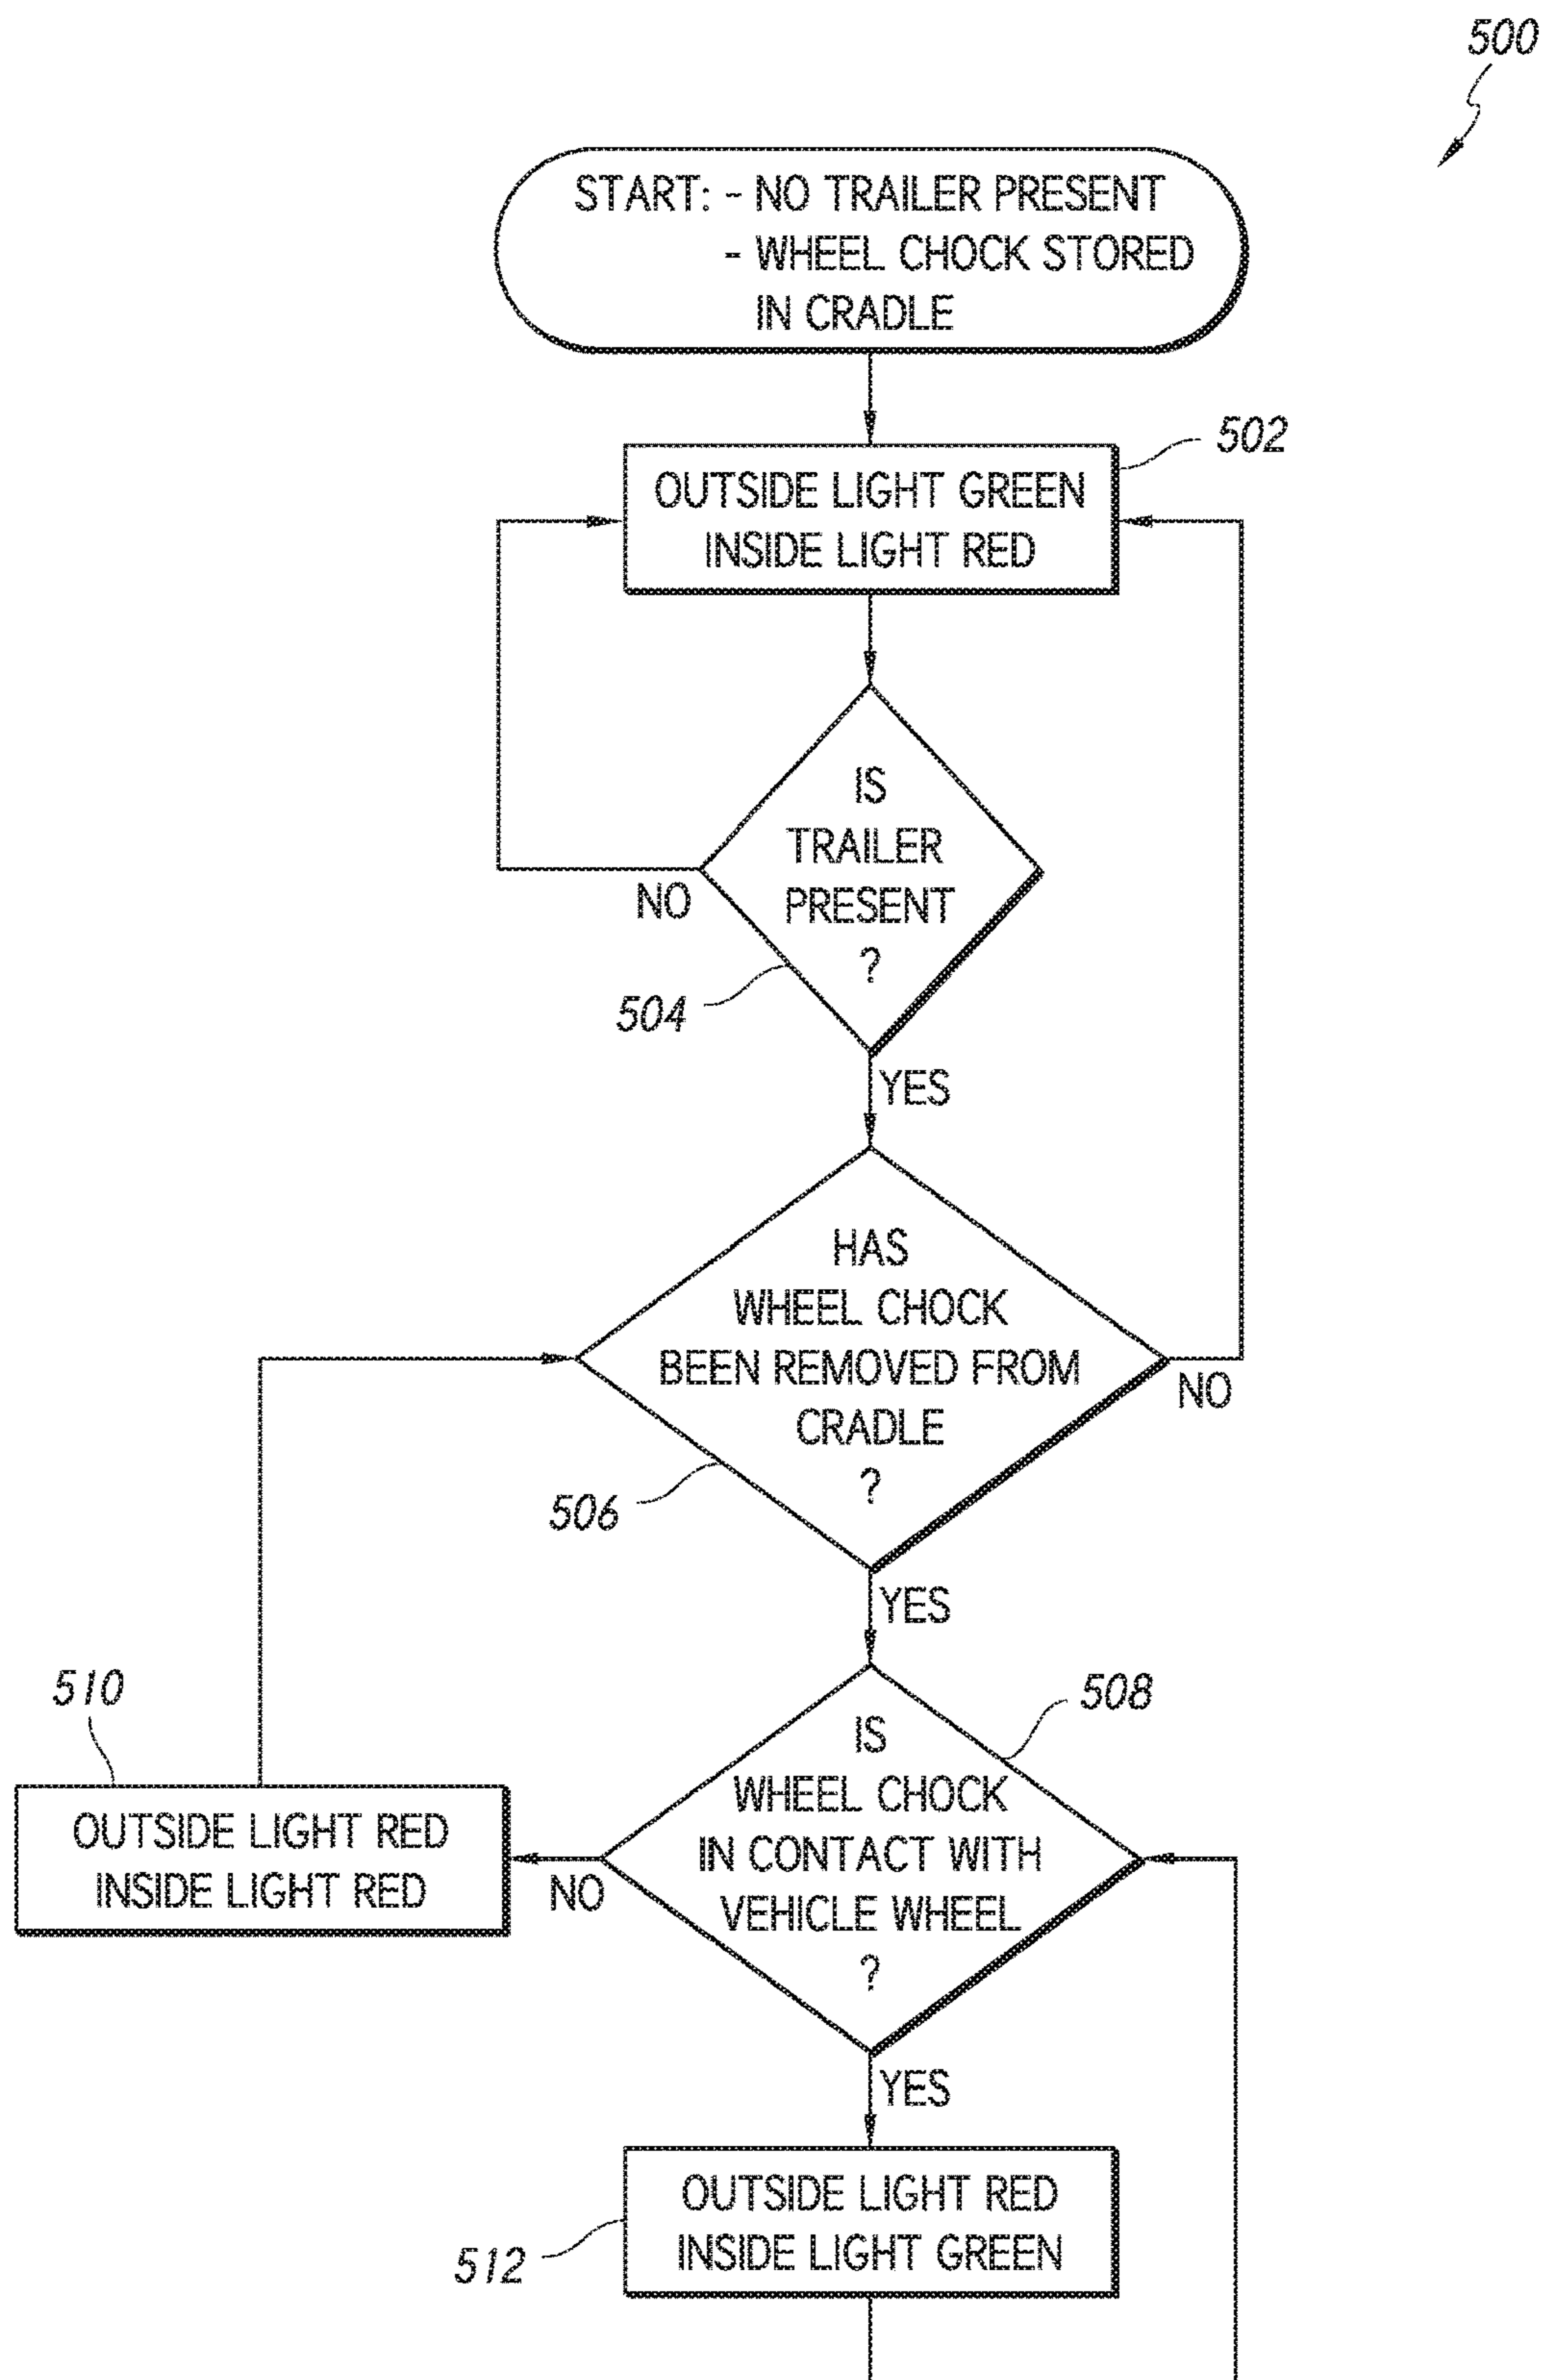 500
START: - NO TRAILER PRESENT
- WHEEL CHOCK STORED
IN CRADLE
502
OUTSIDE LIGHT GREEN
INSIDE LIGHT RED
IS
TRAILER
PRESENT
?
NO
504
YES
HAS
WHEEL CHOCK
BEEN REMOVED FROM
CRADLE
?
NO
506
YES
510
508
IS
WHEEL CHOCK
IN CONTACT WITH
VEHICLE WHEEL
?
OUTSIDE LIGHT RED
INSIDE LIGHT RED
NO
YES
OUTSIDE LIGHT RED
INSIDE LIGHT GREEN
512